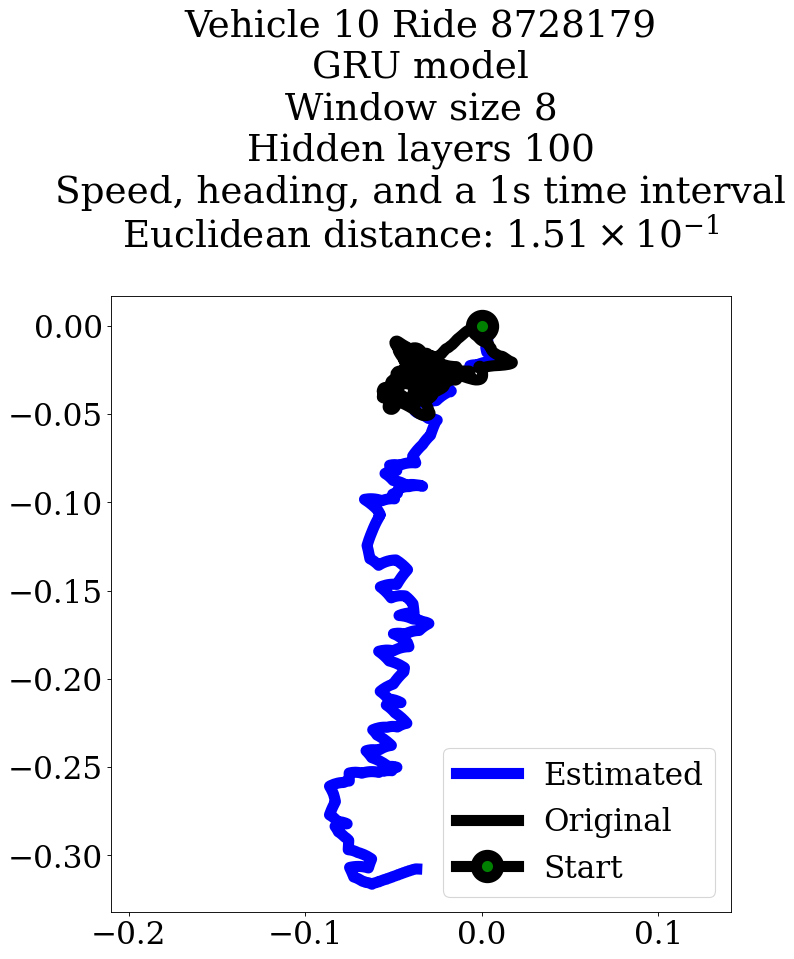 Vehicle 10 Ride 8728179
GRU model
Window size 8
Hidden layers 100
Speed, heading, and a 1s time interval
Euclidean distance: 1.51 × 10⁻¹
0.00
−0.05
−0.10
−0.15
−0.20
−0.25
−0.30
Estimated
Original
Start
−0.2 −0.1 0.0 0.1